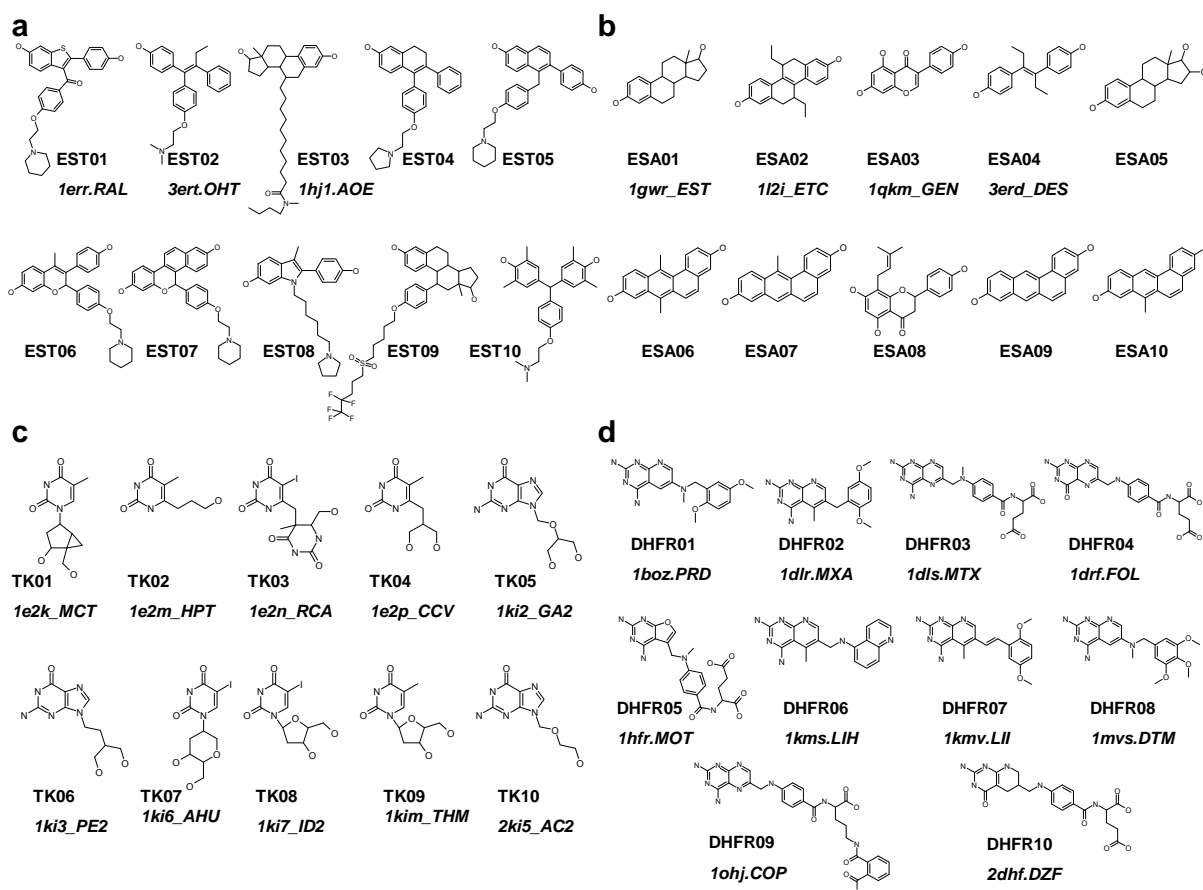 a
EST01 EST02 EST03 EST04 EST05
1err.RAL 3ert.OHT 1hj1.AOE
EST06 EST07 EST08 EST09 EST10
b
ESA01 ESA02 ESA03 ESA04 ESA05
1gwr_EST 1l2i_ETC 1qkm_GEN 3erd_DES
ESA06 ESA07 ESA08 ESA09 ESA10
c
TK01 TK02 TK03 TK04 TK05
1e2k_MCT 1e2m_HPT 1e2n_RCA 1e2p_CCV 1ki2_GA2
TK06 TK07 TK08 TK09 TK10
1ki3_PE2 1ki6_AHU 1ki7_ID2 1kim_THM 2ki5_AC2
d
DHFR01 DHFR02 DHFR03 DHFR04
1boz.PRD 1dlr.MXA 1dls.MTX 1drf.FOL
DHFR05 DHFR06 DHFR07 DHFR08
1hfr.MOT 1kms.LIH 1kmv.LII 1mvs.DTM
DHFR09 DHFR10
1ohj.COP 2dhf.DZF